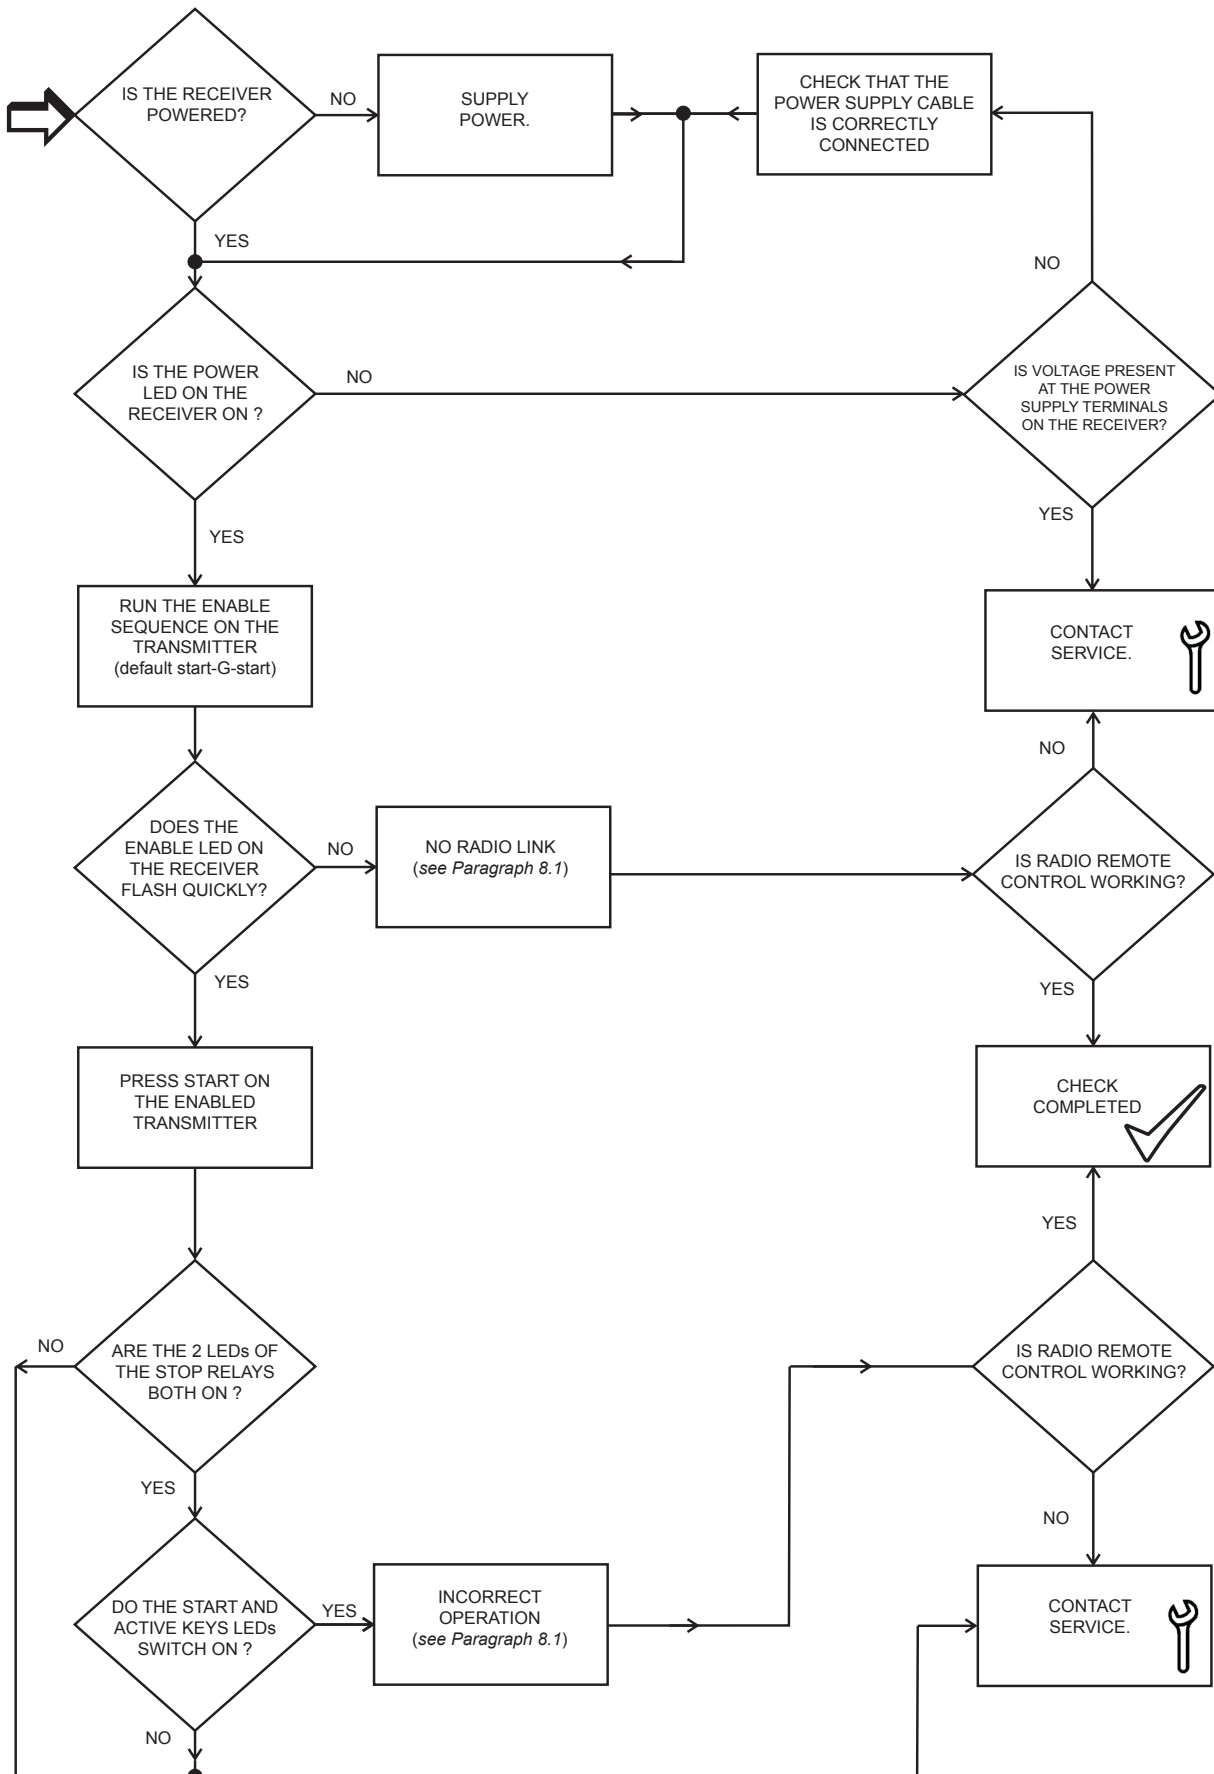 IS THE RECEIVER
POWERED?
NO
SUPPLY
POWER.
CHECK THAT THE
POWER SUPPLY CABLE
IS CORRECTLY
CONNECTED
YES
NO
IS THE POWER
LED ON THE
RECEIVER ON ?
NO
IS VOLTAGE PRESENT
AT THE POWER
SUPPLY TERMINALS
ON THE RECEIVER?
YES
YES
RUN THE ENABLE
SEQUENCE ON THE
TRANSMITTER
(default start-G-start)
CONTACT
SERVICE.
NO
DOES THE
ENABLE LED ON
THE RECEIVER
FLASH QUICKLY?
NO
NO RADIO LINK
(see Paragraph 8.1)
IS RADIO REMOTE
CONTROL WORKING?
YES
YES
PRESS START ON
THE ENABLED
TRANSMITTER
CHECK
COMPLETED
YES
NO
ARE THE 2 LEDs OF
THE STOP RELAYS
BOTH ON ?
IS RADIO REMOTE
CONTROL WORKING?
YES
NO
DO THE START AND
ACTIVE KEYS LEDs
SWITCH ON ?
YES
INCORRECT
OPERATION
(see Paragraph 8.1)
CONTACT
SERVICE.
NO